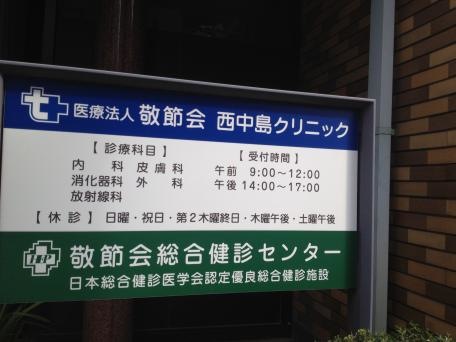 医療法人 敬節会 西中島クリニック
【診療科目】 【受付時間】
内科 皮膚科 午前 9:00～12:00
消化器科 外科 午後 14:00～17:00
放射線科
【休診】 日曜・祝日・第2木曜終日・木曜午後・土曜午後
敬節会総合健診センター
日本総合健診医学会認定優良総合健診施設